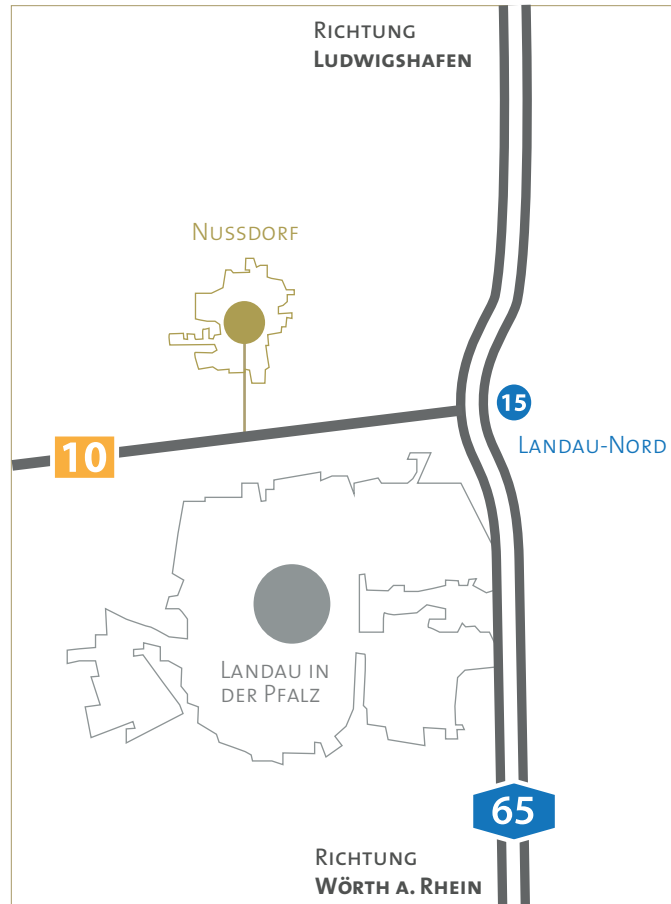 RICHTUNG
LUDWIGSHAFEN
NUSSDORF
15
LANDAU-NORD
10
LANDAU IN
DER PFALZ
65
RICHTUNG
WÖRTH A. RHEIN